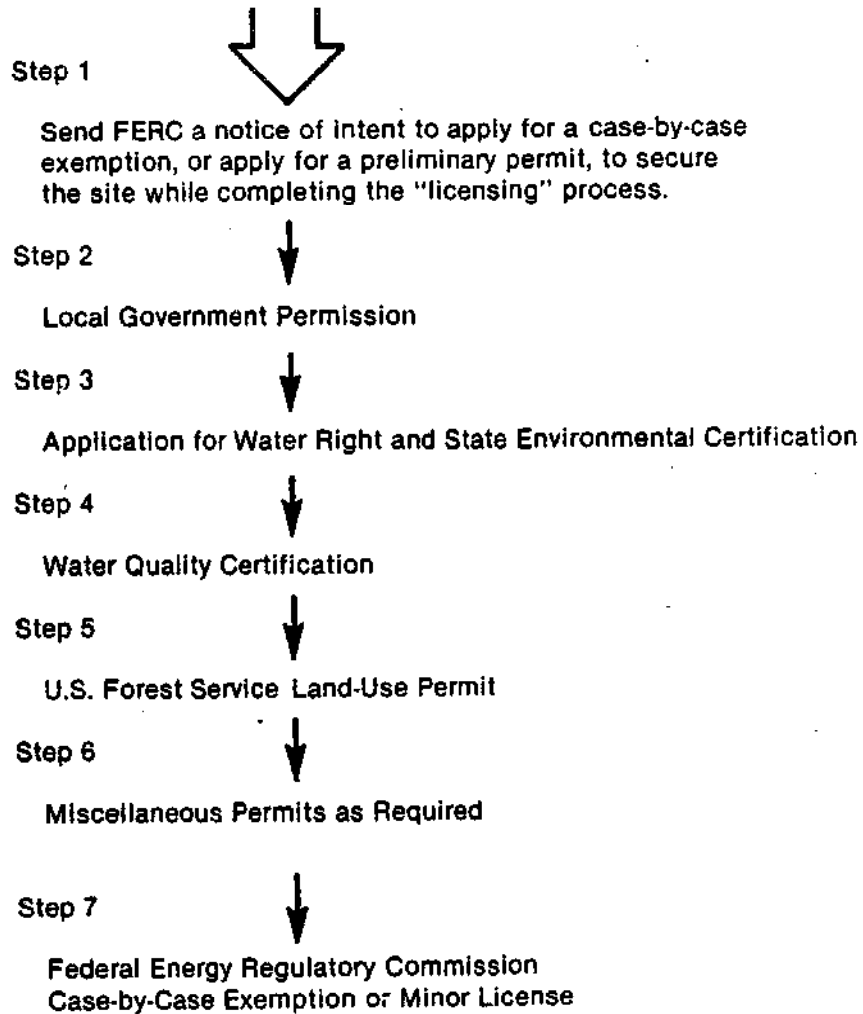 Step 1
Send FERC a notice of intent to apply for a case-by-case
exemption, or apply for a preliminary permit, to secure
the site while completing the "licensing" process.
Step 2
Local Government Permission
Step 3
Application for Water Right and State Environmental Certification
Step 4
Water Quality Certification
Step 5
U.S. Forest Service Land-Use Permit
Step 6
Miscellaneous Permits as Required
Step 7
Federal Energy Regulatory Commission
Case-by-Case Exemption or Minor License